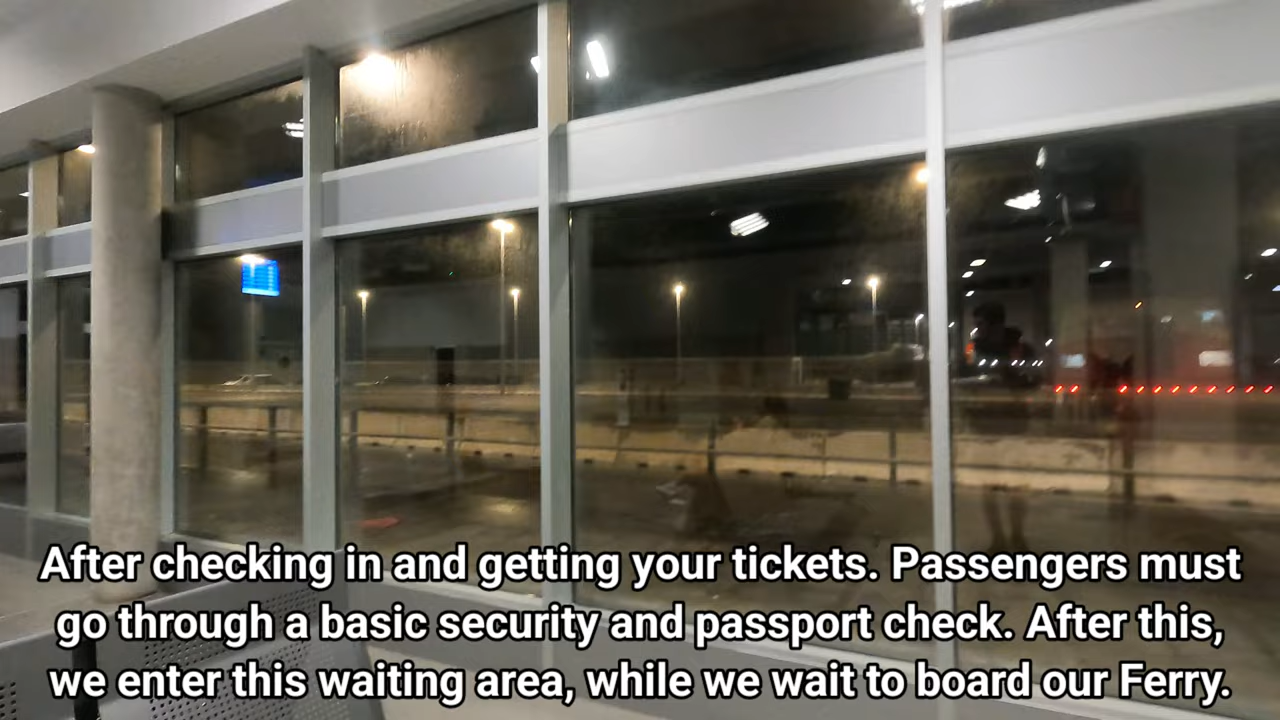 After checking in and getting your tickets. Passengers must
go through a basic security and passport check. After this,
we enter this waiting area, while we wait to board our Ferry.